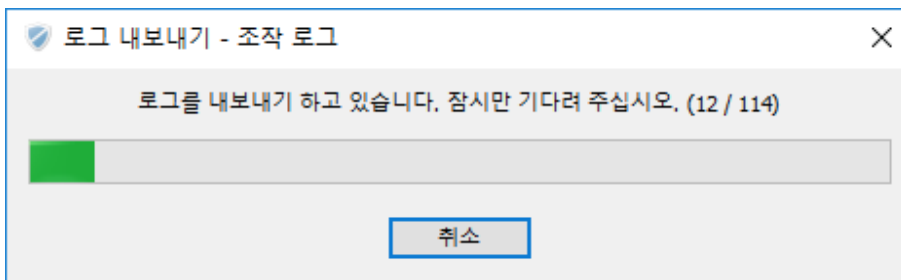 로그 내보내기 - 조작 로그
로그를 내보내기 하고 있습니다. 잠시만 기다려 주십시오. (12 / 114)
취소